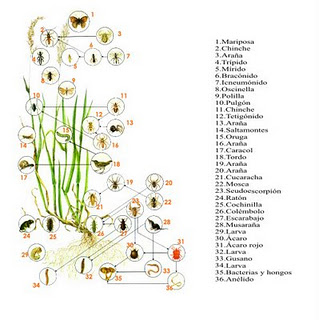 1.Mariposa
2.Chinche
3.Araña
4.Trípido
5.Mírido
6.Bracónido
7.Icneumónido
8.Oscinella
9.Polilla
10.Pulgón
11.Chinche
12.Tetigónido
13.Araña
14.Saltamontes
15.Oruga
16.Araña
17.Caracol
18.Tordo
19.Araña
20.Araña
21.Cucaracha
22.Mosca
23.Seudoescorpión
24.Ratón
25.Cochinilla
26.Colémbolo
27.Escarabajo
28.Musaraña
29.Larva
30.Ácaro
31.Ácaro rojo
32.Larva
33.Gusano
34.Larva
35.Bacterias y hongos
36.Anélido